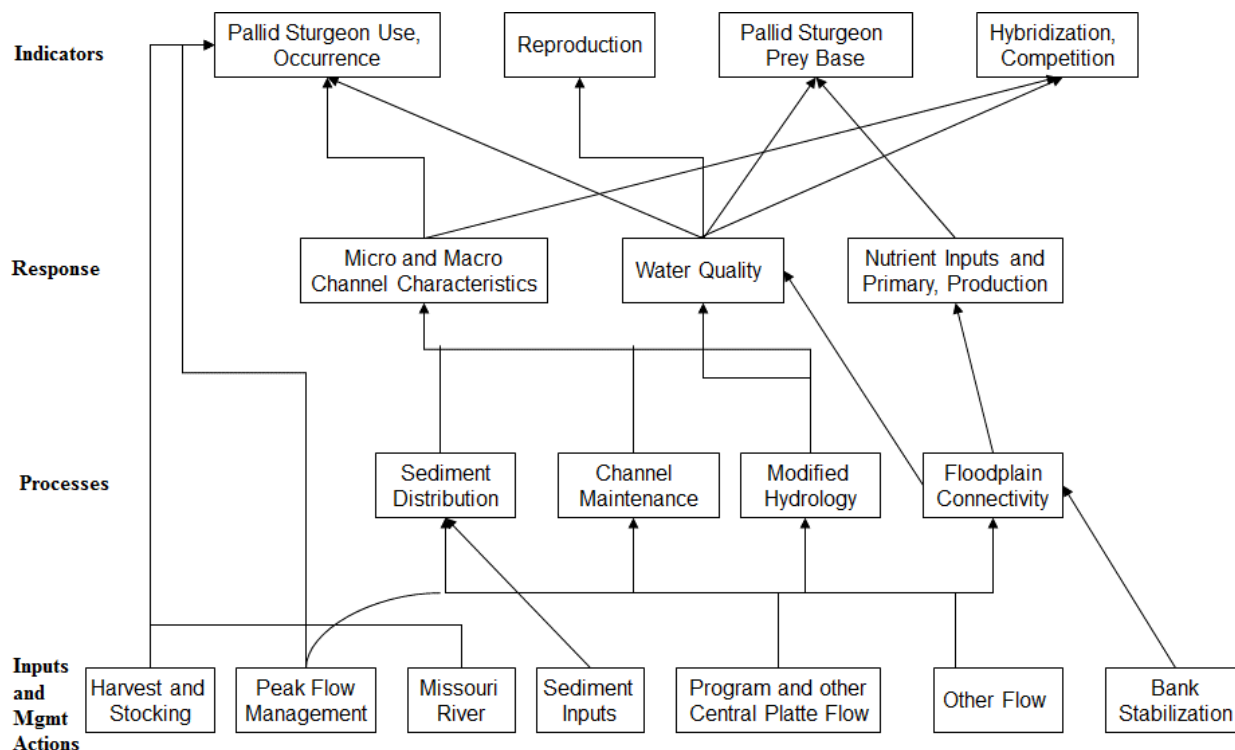 Indicators
Pallid Sturgeon Use,
Occurrence
Reproduction
Pallid Sturgeon
Prey Base
Hybridization,
Competition
Response
Micro and Macro
Channel Characteristics
Water Quality
Nutrient Inputs and
Primary, Production
Processes
Sediment
Distribution
Channel
Maintenance
Modified
Hydrology
Floodplain
Connectivity
Inputs
and
Mgmt
Actions
Harvest and
Stocking
Peak Flow
Management
Missouri
River
Sediment
Inputs
Program and other
Central Platte Flow
Other Flow
Bank
Stabilization